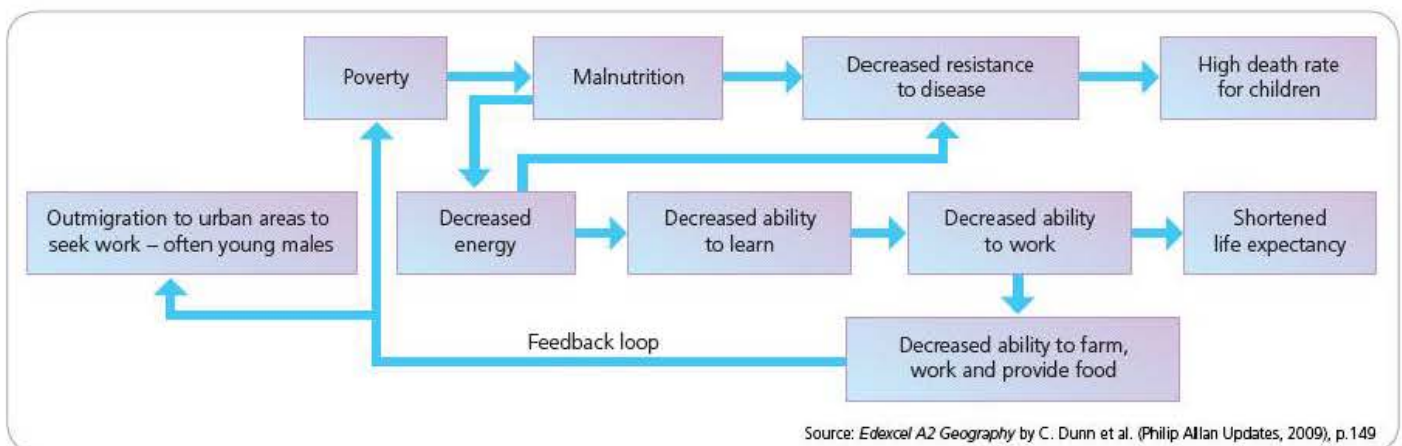 Poverty
Malnutrition
Decreased resistance
to disease
High death rate
for children
Outmigration to urban areas to
seek work – often young males
Decreased
energy
Decreased ability
to learn
Decreased ability
to work
Shortened
life expectancy
Feedback loop
Decreased ability to farm,
work and provide food
Source: Edexcel A2 Geography by C. Dunn et al. (Philip Allan Updates, 2009), p.149